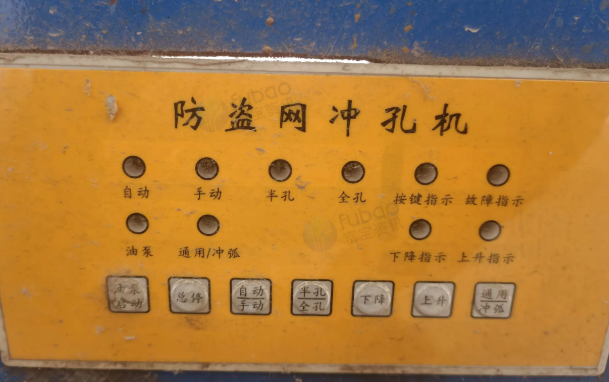 防盗网冲孔机
自动 手动 半孔 全孔 按键指示 故障指示
油泵 通用/冲弧 下降指示 上升指示
油泵 自动 半孔 通用
启动 总停 手动 全孔 下降 上升 冲弧
fubao